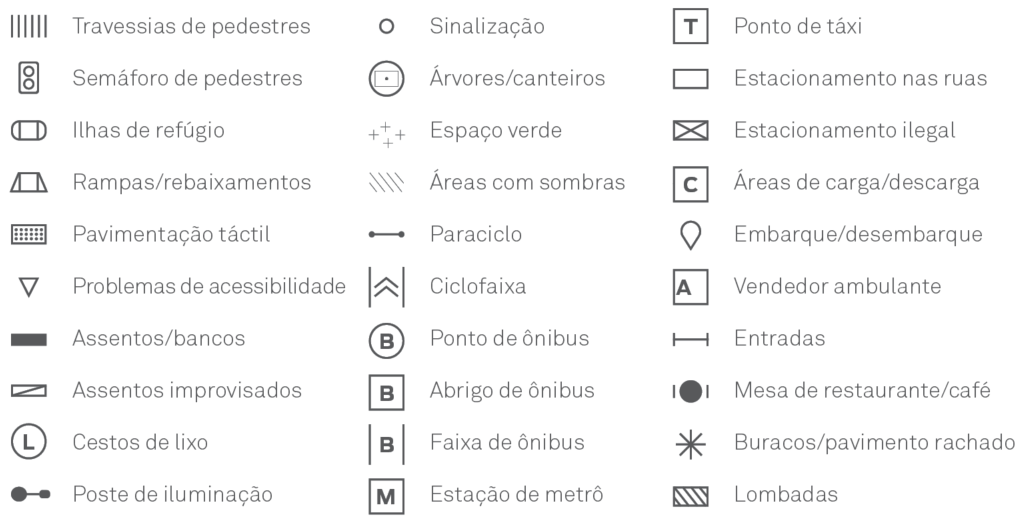 Travessias de pedestres
Semáforo de pedestres
Ilhas de refúgio
Rampas/rebaixamentos
Pavimentação táctil
Problemas de acessibilidade
Assentos/bancos
Assentos improvisados
L Cestos de lixo
Poste de iluminação
Sinalização
Árvores/canteiros
Espaço verde
Áreas com sombras
Paraciclo
Ciclofaixa
B Ponto de ônibus
B Abrigo de ônibus
B Faixa de ônibus
M Estação de metrô
T Ponto de táxi
Estacionamento nas ruas
Estacionamento ilegal
C Áreas de carga/descarga
Embarque/desembarque
A Vendedor ambulante
Entradas
Mesa de restaurante/café
Buracos/pavimento rachado
Lombadas